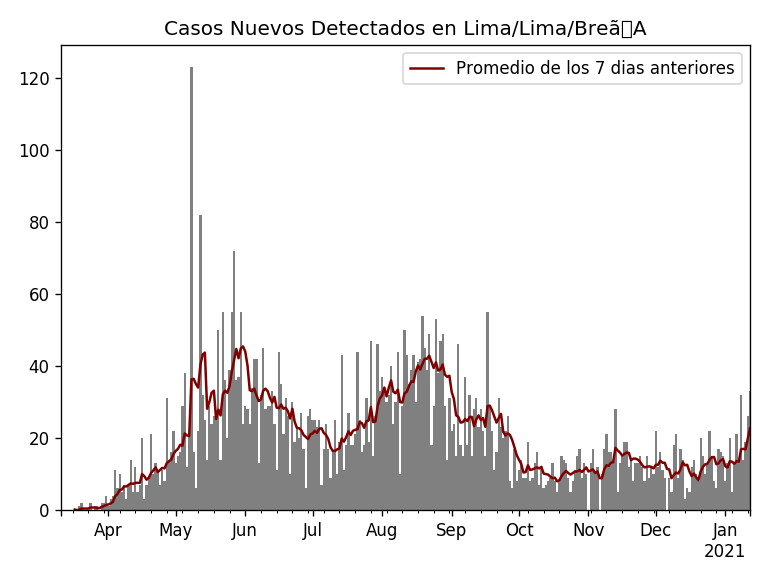 Casos Nuevos Detectados en Lima/Lima/Breã▯A
Promedio de los 7 dias anteriores
120
100
80
60
40
20
0
Apr May Jun Jul Aug Sep Oct Nov Dec Jan
2021